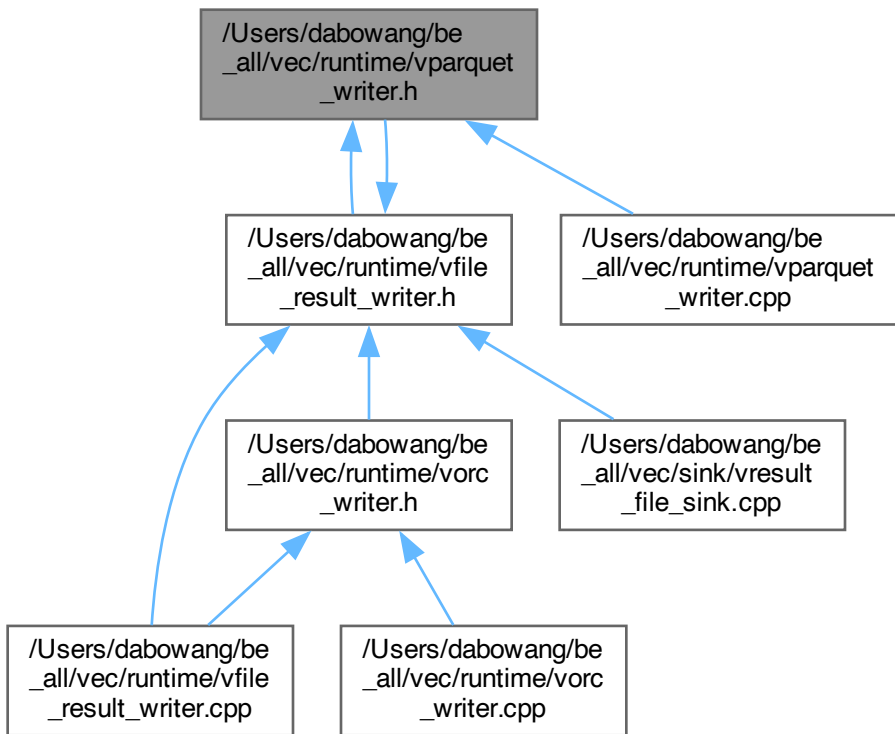 /Users/dabowang/be
_all/vec/runtime/vparquet
_writer.h
/Users/dabowang/be
_all/vec/runtime/vfile
_result_writer.h
/Users/dabowang/be
_all/vec/runtime/vparquet
_writer.cpp
/Users/dabowang/be
_all/vec/runtime/vorc
_writer.h
/Users/dabowang/be
_all/vec/sink/vresult
_file_sink.cpp
/Users/dabowang/be
_all/vec/runtime/vfile
_result_writer.cpp
/Users/dabowang/be
_all/vec/runtime/vorc
_writer.cpp